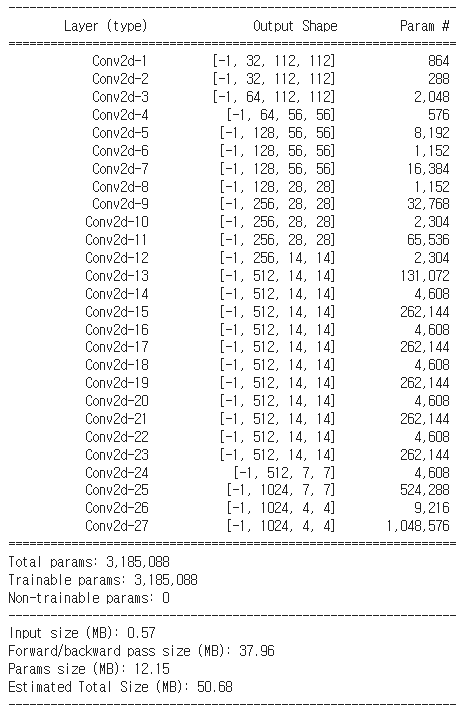 ----------------------------------------------------------------
Layer (type) Output Shape Param #
================================================================
Conv2d-1 [-1, 32, 112, 112] 864
Conv2d-2 [-1, 32, 112, 112] 288
Conv2d-3 [-1, 64, 112, 112] 2,048
Conv2d-4 [-1, 64, 56, 56] 576
Conv2d-5 [-1, 128, 56, 56] 8,192
Conv2d-6 [-1, 128, 56, 56] 1,152
Conv2d-7 [-1, 128, 56, 56] 16,384
Conv2d-8 [-1, 128, 28, 28] 1,152
Conv2d-9 [-1, 256, 28, 28] 32,768
Conv2d-10 [-1, 256, 28, 28] 2,304
Conv2d-11 [-1, 256, 28, 28] 65,536
Conv2d-12 [-1, 256, 14, 14] 2,304
Conv2d-13 [-1, 512, 14, 14] 131,072
Conv2d-14 [-1, 512, 14, 14] 4,608
Conv2d-15 [-1, 512, 14, 14] 262,144
Conv2d-16 [-1, 512, 14, 14] 4,608
Conv2d-17 [-1, 512, 14, 14] 262,144
Conv2d-18 [-1, 512, 14, 14] 4,608
Conv2d-19 [-1, 512, 14, 14] 262,144
Conv2d-20 [-1, 512, 14, 14] 4,608
Conv2d-21 [-1, 512, 14, 14] 262,144
Conv2d-22 [-1, 512, 14, 14] 4,608
Conv2d-23 [-1, 512, 14, 14] 262,144
Conv2d-24 [-1, 512, 7, 7] 4,608
Conv2d-25 [-1, 1024, 7, 7] 524,288
Conv2d-26 [-1, 1024, 4, 4] 9,216
Conv2d-27 [-1, 1024, 4, 4] 1,048,576
================================================================
Total params: 3,185,088
Trainable params: 3,185,088
Non-trainable params: 0
----------------------------------------------------------------
Input size (MB): 0.57
Forward/backward pass size (MB): 37.96
Params size (MB): 12.15
Estimated Total Size (MB): 50.68
----------------------------------------------------------------